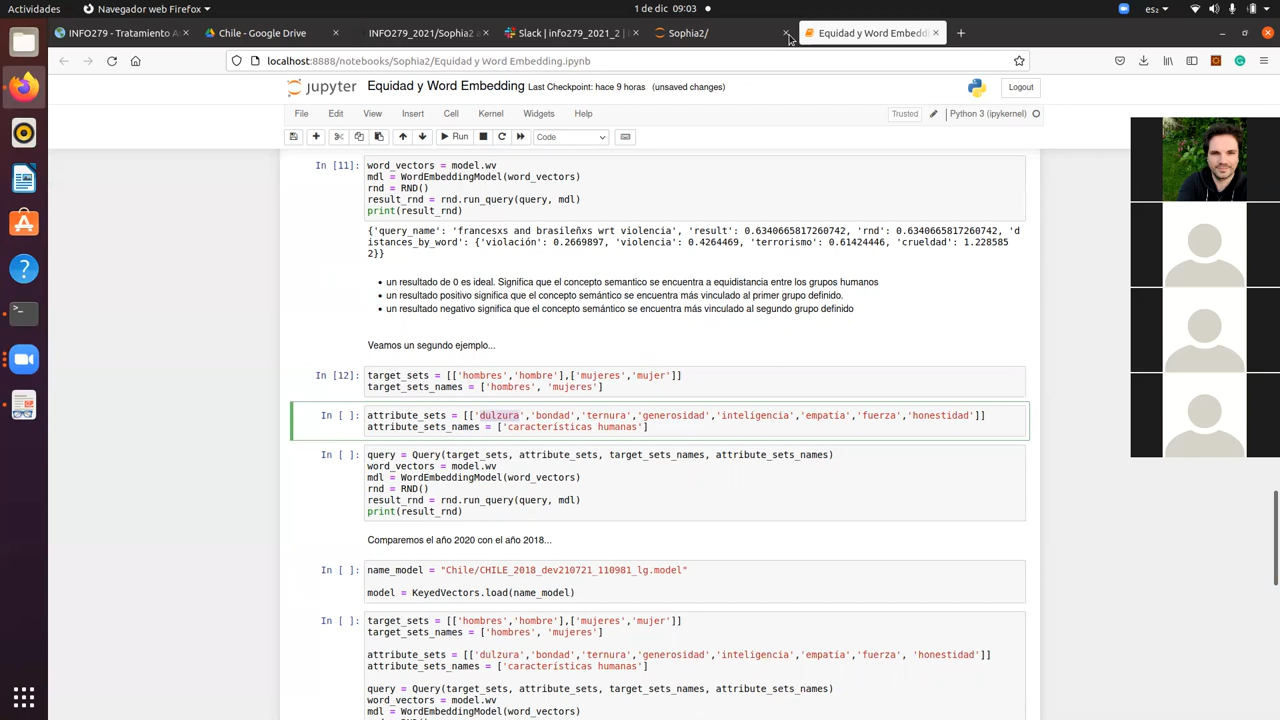 Actividades
Navegador web Firefox
1 de dic 09:03
es₂
INFO279 - Tratamiento A
Chile - Google Drive
INFO279_2021/Sophia2 a
Slack | info279_2021_2 |
Sophia2/
Equidad y Word Embeddi
localhost:8888/notebooks/Sophia2/Equidad y Word Embedding.ipynb
jupyter Equidad y Word Embedding Last Checkpoint: hace 9 horas (unsaved changes)
Logout
File Edit View Insert Cell Kernel Widgets Help
Trusted
Python 3 (ipykernel)
Run
Code
In [11]: word_vectors = model.wv
mdl = WordEmbeddingModel(word_vectors)
rnd = RND()
result_rnd = rnd.run_query(query, mdl)
print(result_rnd)
{'query_name': 'francesxs and brasileñxs wrt violencia', 'result': 0.6340665817260742, 'rnd': 0.6340665817260742, 'd
istances_by_word': {'violación': 0.2669897, 'violencia': 0.4264469, 'terrorismo': 0.61424446, 'crueldad': 1.228585
2}}
• un resultado de 0 es ideal. Significa que el concepto semantico se encuentra a equidistancia entre los grupos humanos
• un resultado positivo significa que el concepto semántico se encuentra más vinculado al primer grupo definido.
• un resultado negativo significa que el concepto semántico se encuentra más vinculado al segundo grupo definido
Veamos un segundo ejemplo...
In [12]: target_sets = [['hombres','hombre'],['mujeres','mujer']]
target_sets_names = ['hombres', 'mujeres']
In [ ]: attribute_sets = [['dulzura','bondad','ternura','generosidad','inteligencia','empatía','fuerza','honestidad']]
attribute_sets_names = ['características humanas']
In [ ]: query = Query(target_sets, attribute_sets, target_sets_names, attribute_sets_names)
word_vectors = model.wv
mdl = WordEmbeddingModel(word_vectors)
rnd = RND()
result_rnd = rnd.run_query(query, mdl)
print(result_rnd)
Comparemos el año 2020 con el año 2018...
In [ ]: name_model = "Chile/CHILE_2018_dev210721_110981_lg.model"
model = KeyedVectors.load(name_model)
In [ ]: target_sets = [['hombres','hombre'],['mujeres','mujer']]
target_sets_names = ['hombres', 'mujeres']
attribute_sets = [['dulzura','bondad','ternura','generosidad','inteligencia','empatía','fuerza', 'honestidad']]
attribute_sets_names = ['características humanas']
query = Query(target_sets, attribute_sets, target_sets_names, attribute_sets_names)
word_vectors = model.wv
mdl = WordEmbeddingModel(word_vectors)